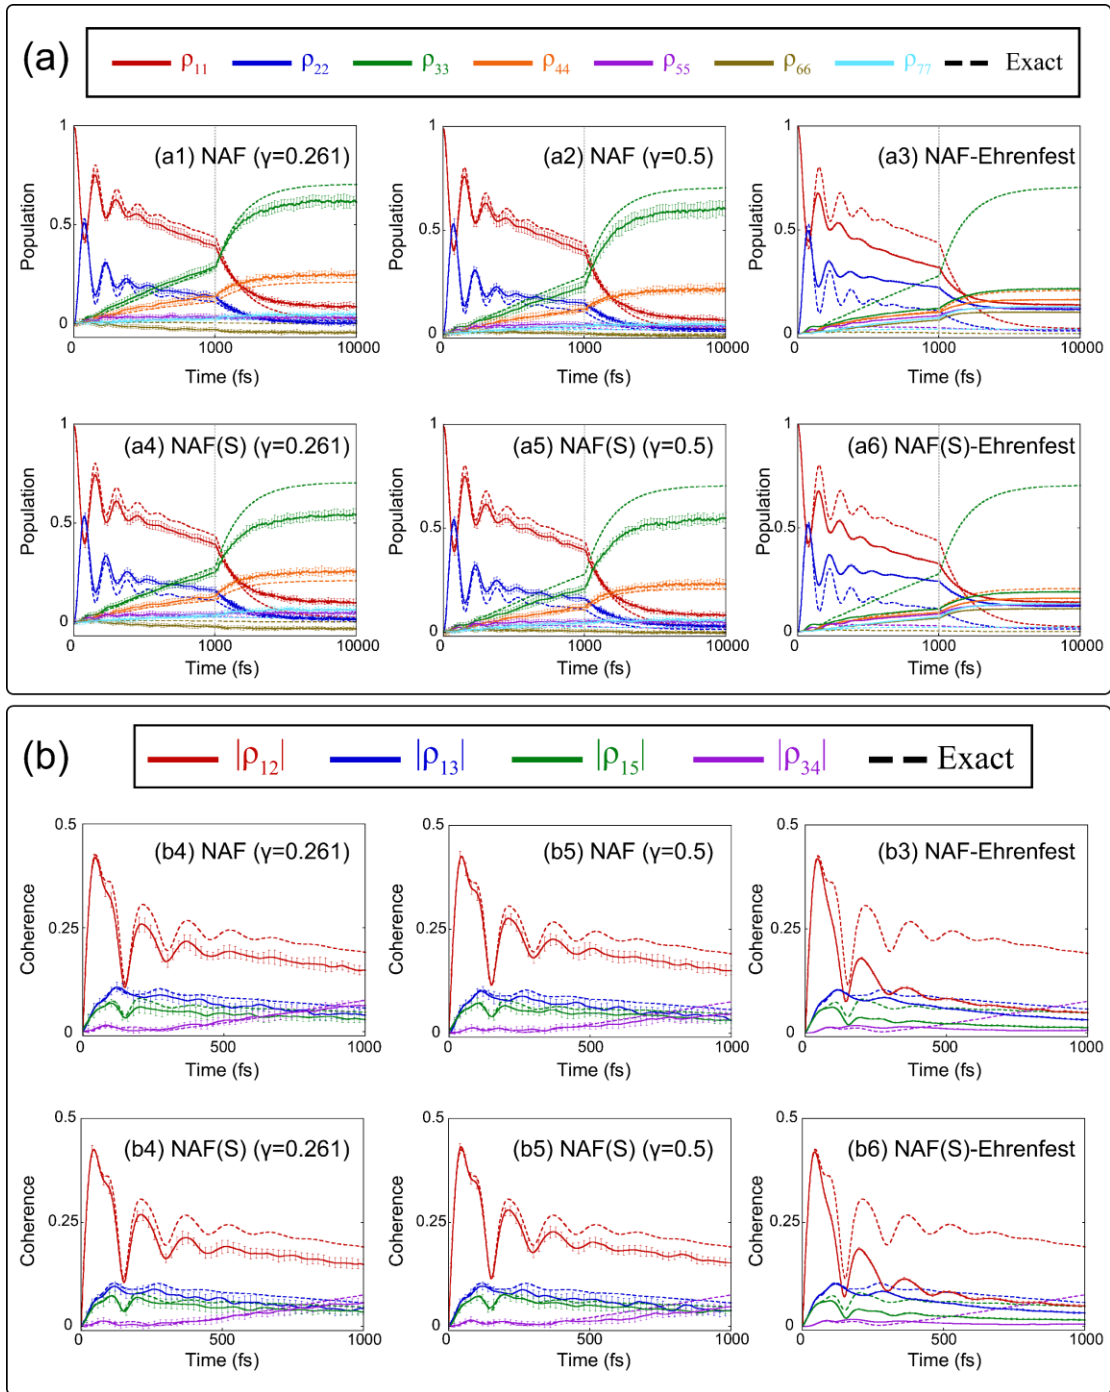 (a)
ρ11 ρ22 ρ33 ρ44 ρ55 ρ66 ρ77 Exact
(a1) NAF (γ=0.261)
Population
1
0.5
0
0 1000 10000
Time (fs)
(a2) NAF (γ=0.5)
Population
1
0.5
0
0 1000 10000
Time (fs)
(a3) NAF-Ehrenfest
Population
1
0.5
0
0 1000 10000
Time (fs)
(a4) NAF(S) (γ=0.261)
Population
1
0.5
0
0 1000 10000
Time (fs)
(a5) NAF(S) (γ=0.5)
Population
1
0.5
0
0 1000 10000
Time (fs)
(a6) NAF(S)-Ehrenfest
Population
1
0.5
0
0 1000 10000
Time (fs)
(b)
|ρ12| |ρ13| |ρ15| |ρ34| Exact
(b4) NAF (γ=0.261)
Coherence
0.5
0.25
0
0 500 1000
Time (fs)
(b5) NAF (γ=0.5)
Coherence
0.5
0.25
0
0 500 1000
Time (fs)
(b3) NAF-Ehrenfest
Coherence
0.5
0.25
0
0 500 1000
Time (fs)
(b4) NAF(S) (γ=0.261)
Coherence
0.5
0.25
0
0 500 1000
Time (fs)
(b5) NAF(S) (γ=0.5)
Coherence
0.5
0.25
0
0 500 1000
Time (fs)
(b6) NAF(S)-Ehrenfest
Coherence
0.5
0.25
0
0 500 1000
Time (fs)